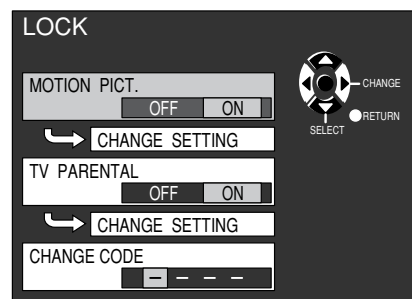 LOCK
MOTION PICT.
OFF ON
CHANGE SETTING
TV PARENTAL
OFF ON
CHANGE SETTING
CHANGE CODE
– – – – –
CHANGE
RETURN
SELECT